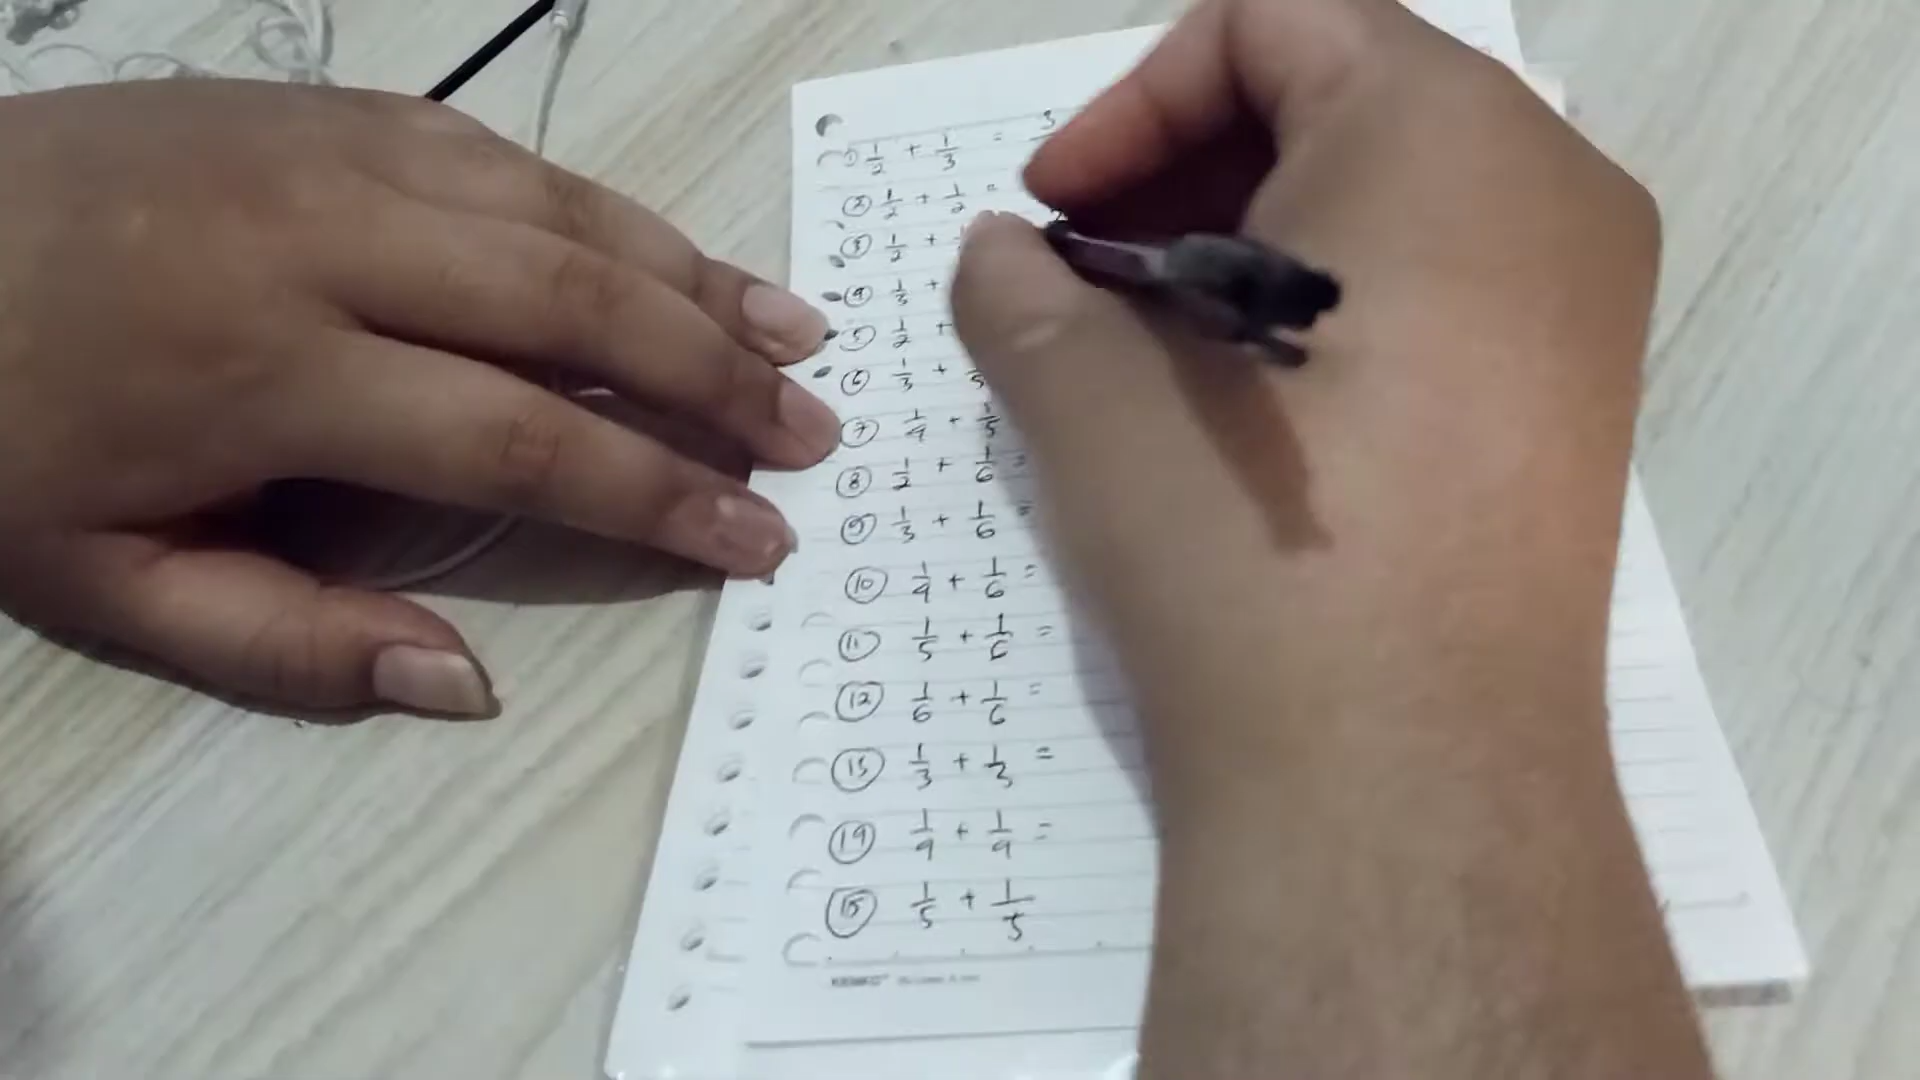 1) 1/2 + 1/3 = 3
② 1/2 + 1/2 =
③ 1/2 +
④ 1/3 +
⑤ 1/2 +
⑥ 1/3 + 1/5
⑦ 1/4 + 1/5
⑧ 1/2 + 1/6 =
⑨ 1/3 + 1/6 =
⑩ 1/4 + 1/6 =
⑪ 1/5 + 1/6 =
⑫ 1/6 + 1/6 =
⑬ 1/3 + 1/3 =
⑭ 1/4 + 1/4 =
⑮ 1/5 + 1/5